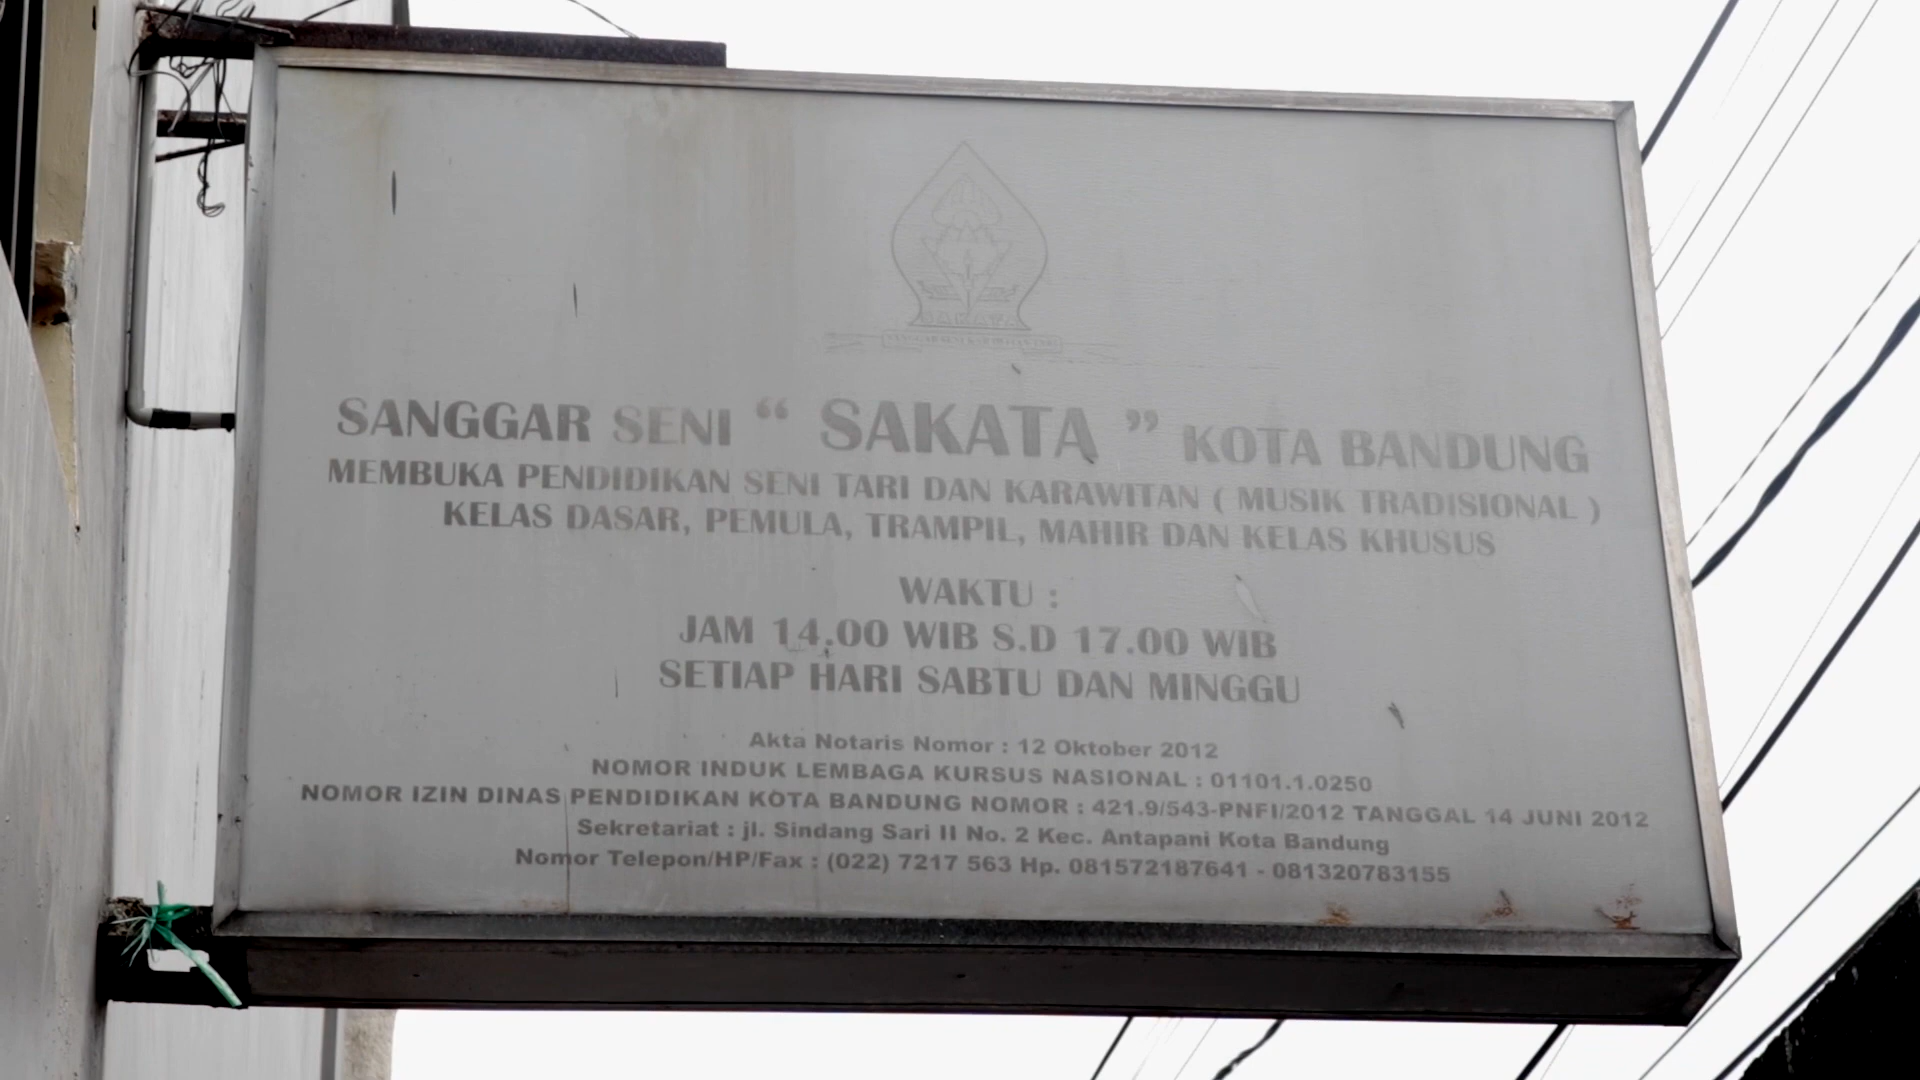 SAKATA
SANGGAR SENI “ SAKATA ” KOTA BANDUNG
MEMBUKA PENDIDIKAN SENI TARI DAN KARAWITAN ( MUSIK TRADISIONAL )
KELAS DASAR, PEMULA, TRAMPIL, MAHIR DAN KELAS KHUSUS
WAKTU :
JAM 14.00 WIB S.D 17.00 WIB
SETIAP HARI SABTU DAN MINGGU
Akta Notaris Nomor : 12 Oktober 2012
NOMOR INDUK LEMBAGA KURSUS NASIONAL : 01101.1.0250
NOMOR IZIN DINAS PENDIDIKAN KOTA BANDUNG NOMOR : 421.9/543-PNFI/2012 TANGGAL 14 JUNI 2012
Sekretariat : jl. Sindang Sari II No. 2 Kec. Antapani Kota Bandung
Nomor Telepon/HP/Fax : (022) 7217 563 Hp. 081572187641 - 081320783155